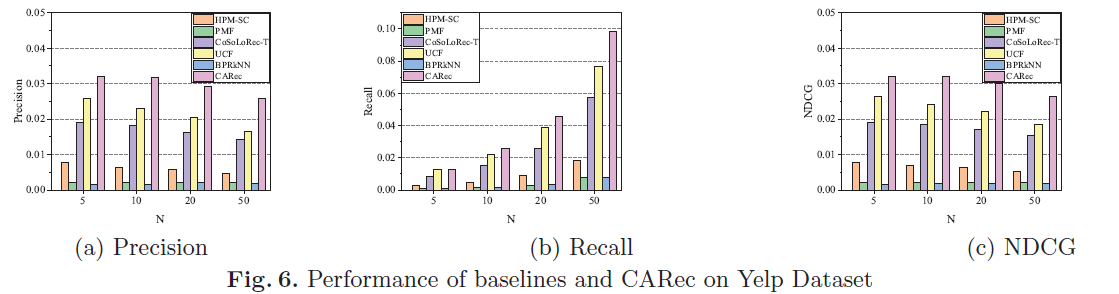 0.05
0.04
0.03
0.02
0.01
0.00
Precision
HPM-SC
PMF
CoSoLoRec-T
UCF
BPRkNN
CARec
5 10 20 50
N
(a) Precision
0.10
0.08
0.06
0.04
0.02
0.00
Recall
HPM-SC
PMF
CoSoLoRec-T
UCF
BPRkNN
CARec
5 10 20 50
N
(b) Recall
0.05
0.04
0.03
0.02
0.01
0.00
NDCG
HPM-SC
PMF
CoSoLoRec-T
UCF
BPRkNN
CARec
5 10 20 50
N
(c) NDCG
Fig. 6. Performance of baselines and CARec on Yelp Dataset